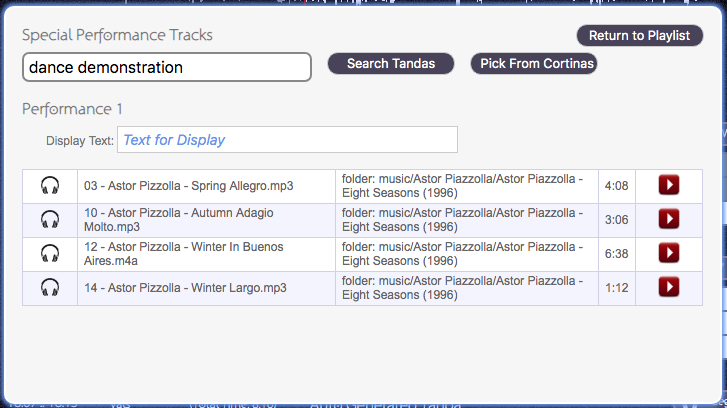 Special Performance Tracks
Return to Playlist
dance demonstration
Search Tandas
Pick From Cortinas
Performance 1
Display Text: Text for Display
03 - Astor Pizzolla - Spring Allegro.mp3
folder: music/Astor Piazzolla/Astor Piazzolla -
Eight Seasons (1996)
4:08
10 - Astor Pizzolla - Autumn Adagio
Molto.mp3
folder: music/Astor Piazzolla/Astor Piazzolla -
Eight Seasons (1996)
3:06
12 - Astor Pizzolla - Winter In Buenos
Aires.m4a
folder: music/Astor Piazzolla/Astor Piazzolla -
Eight Seasons (1996)
6:38
14 - Astor Pizzolla - Winter Largo.mp3
folder: music/Astor Piazzolla/Astor Piazzolla -
Eight Seasons (1996)
1:12